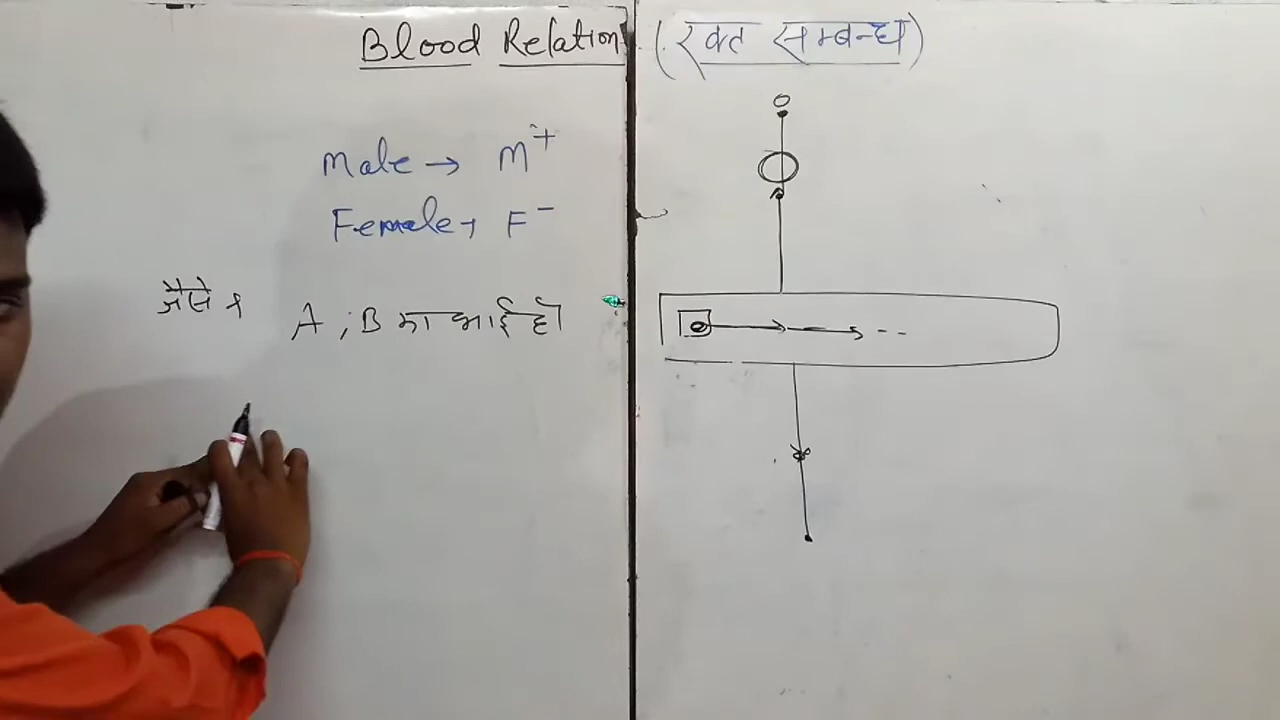 Blood Relation (रक्त सम्बन्ध)
Male → M+
Female → F-
जैसे
A , B का भाई हो